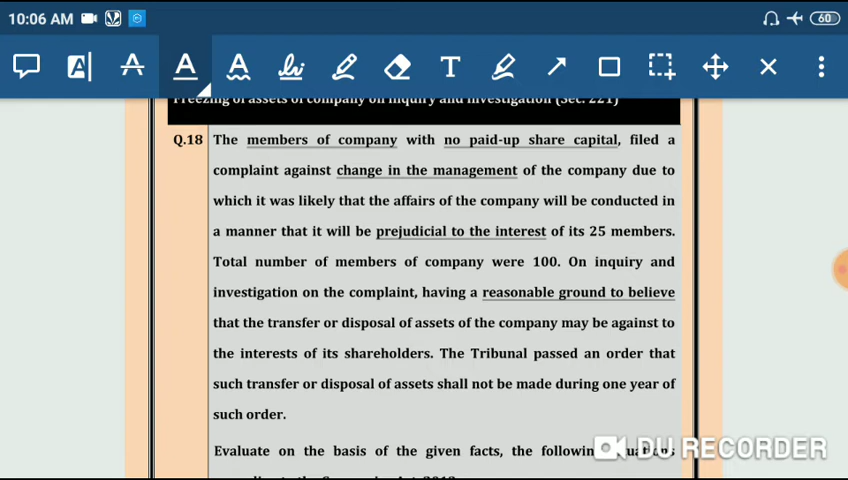 10:06 AM
60
A
A
A
A
T
Freezing of assets of company on inquiry and investigation (Sec. 221)
Q.18 The members of company with no paid-up share capital, filed a
complaint against change in the management of the company due to
which it was likely that the affairs of the company will be conducted in
a manner that it will be prejudicial to the interest of its 25 members.
Total number of members of company were 100. On inquiry and
investigation on the complaint, having a reasonable ground to believe
that the transfer or disposal of assets of the company may be against to
the interests of its shareholders. The Tribunal passed an order that
such transfer or disposal of assets shall not be made during one year of
such order.
Evaluate on the basis of the given facts, the following
DU RECORDER